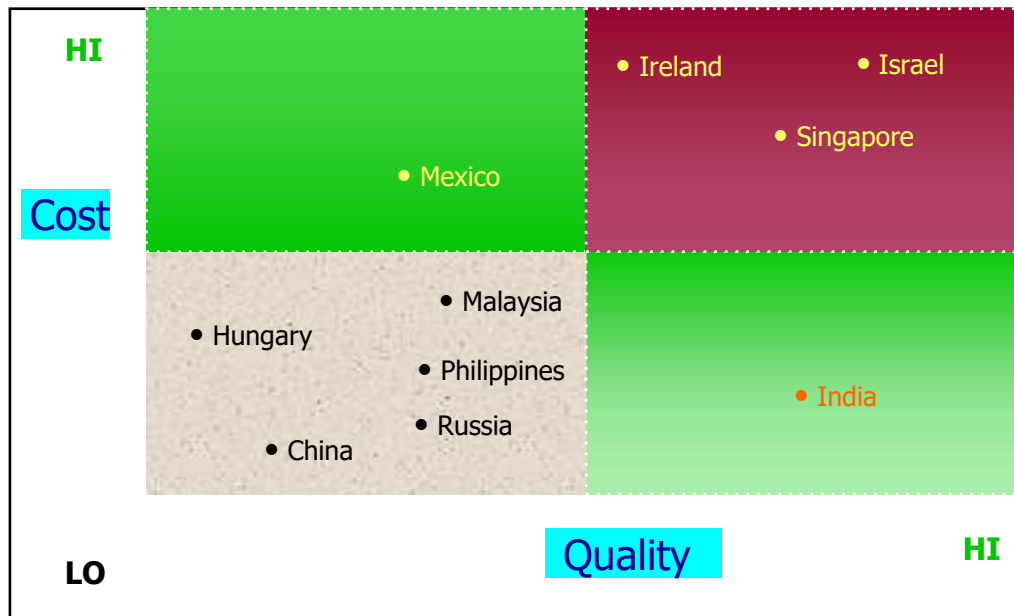 HI
• Ireland
• Israel
• Singapore
• Mexico
Cost
• Malaysia
• Hungary
• Philippines
• India
• Russia
• China
Quality
HI
LO